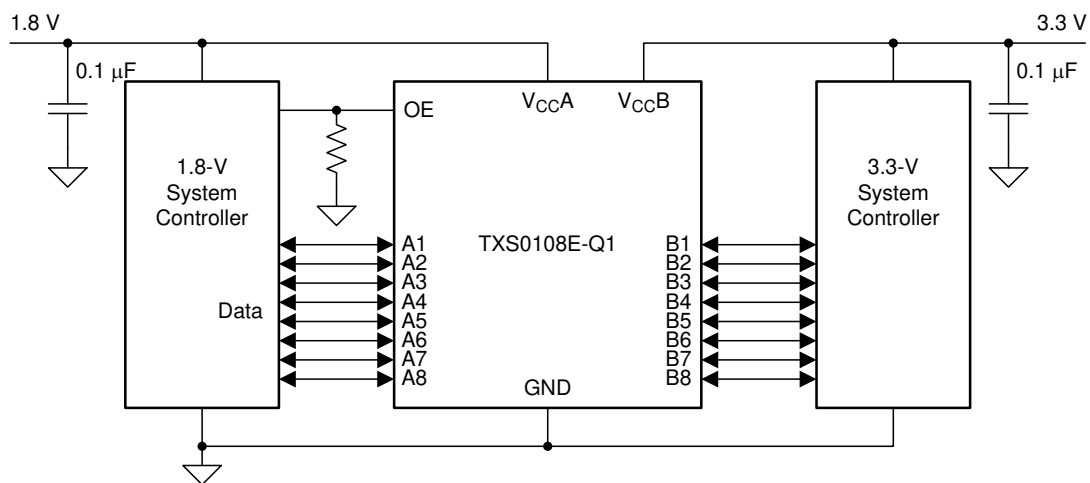 1.8 V
3.3 V
0.1 μF
0.1 μF
OE
VCCA
VCCB
1.8-V
System
Controller
3.3-V
System
Controller
TXS0108E-Q1
Data
A1
A2
A3
A4
A5
A6
A7
A8
B1
B2
B3
B4
B5
B6
B7
B8
GND